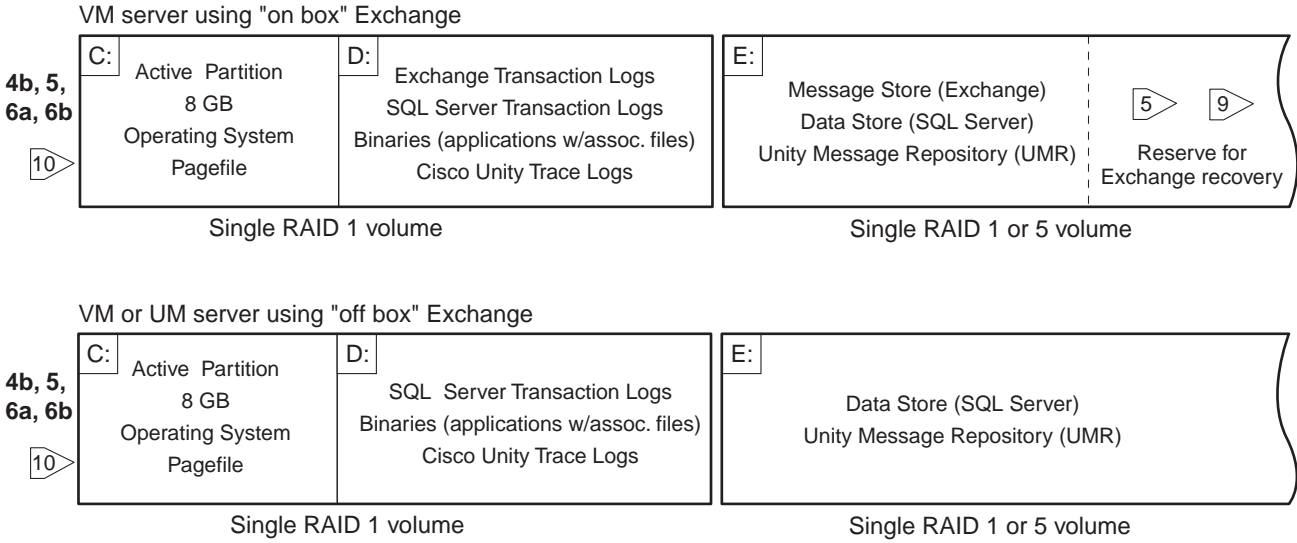 VM server using "on box" Exchange
4b, 5,
6a, 6b
10
C:
Active Partition
8 GB
Operating System
Pagefile
D:
Exchange Transaction Logs
SQL Server Transaction Logs
Binaries (applications w/assoc. files)
Cisco Unity Trace Logs
Single RAID 1 volume
E:
Message Store (Exchange)
Data Store (SQL Server)
Unity Message Repository (UMR)
5
9
Reserve for
Exchange recovery
Single RAID 1 or 5 volume
VM or UM server using "off box" Exchange
4b, 5,
6a, 6b
10
C:
Active Partition
8 GB
Operating System
Pagefile
D:
SQL Server Transaction Logs
Binaries (applications w/assoc. files)
Cisco Unity Trace Logs
Single RAID 1 volume
E:
Data Store (SQL Server)
Unity Message Repository (UMR)
Single RAID 1 or 5 volume